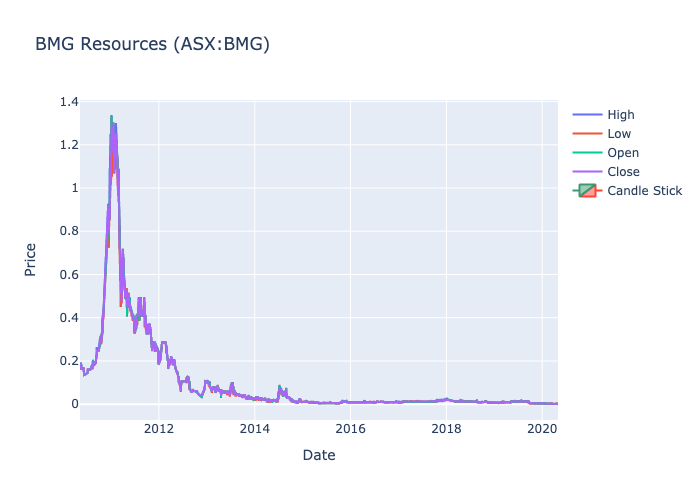 BMG Resources (ASX:BMG)
1.4
1.2
1
0.8
0.6
0.4
0.2
0
Price
2012
2014
2016
2018
2020
Date
High
Low
Open
Close
Candle Stick